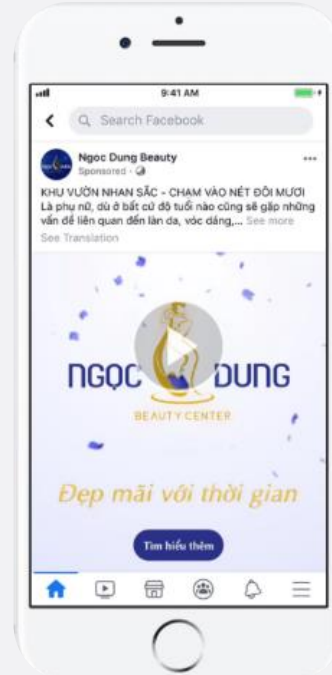 9:41 AM
Search Facebook
Ngoc Dung Beauty
Sponsored
KHU VƯỜN NHAN SẮC - CHẠM VÀO NÉT ĐÔI MƯƠI
Là phụ nữ, dù ở bất cứ độ tuổi nào cũng sẽ gặp những
vấn đề liên quan đến làn da, vóc dáng,... See more
See Translation
NGỌC DUNG
BEAUTY CENTER
Đẹp mãi với thời gian
Tìm hiểu thêm